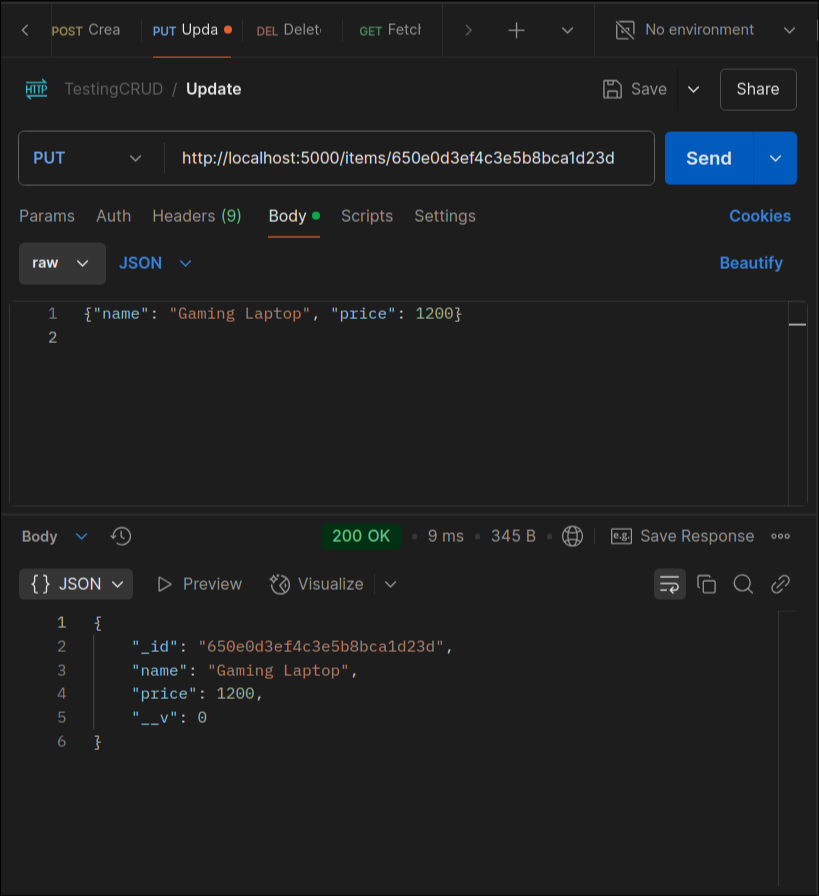 POST Crea PUT Upda DEL Delet GET Fetch No environment
HTTP TestingCRUD / Update Save Share
PUT http://localhost:5000/items/650e0d3ef4c3e5b8bca1d23d Send
Params Auth Headers (9) Body Scripts Settings Cookies
raw JSON Beautify
1 {"name": "Gaming Laptop", "price": 1200}
2
Body 200 OK • 9 ms • 345 B • e.g. Save Response
{} JSON Preview Visualize
1 {
2 "_id": "650e0d3ef4c3e5b8bca1d23d",
3 "name": "Gaming Laptop",
4 "price": 1200,
5 "__v": 0
6 }